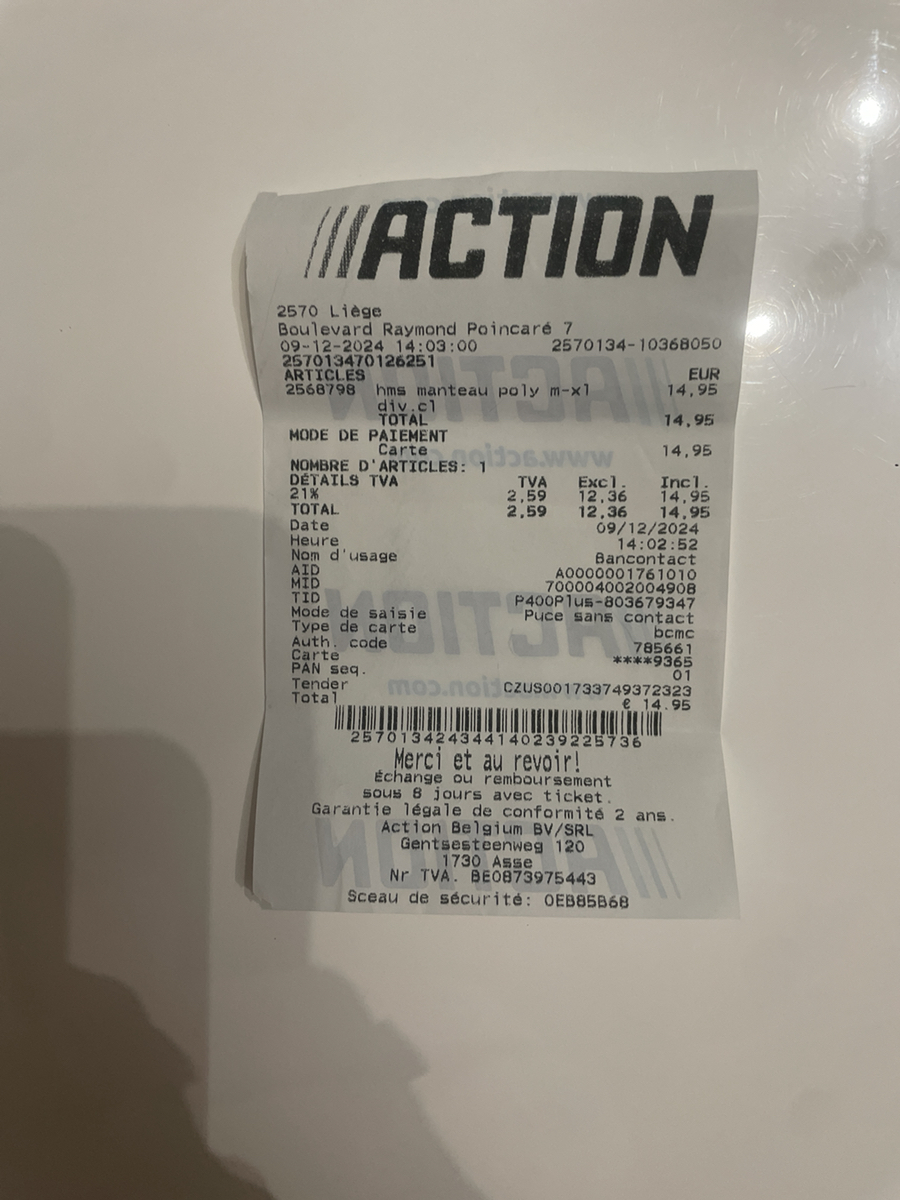 ACTION
2570 Liège
Boulevard Raymond Poincaré 7
09-12-2024 14:03:00 2570134-10368050
257013470126251
ARTICLES EUR
2568798 hms manteau poly m-xl 14,95
div.cl
TOTAL 14,95
MODE DE PAIEMENT
Carte 14,95
NOMBRE D'ARTICLES: 1
DÉTAILS TVA TVA Excl. Incl.
21% 2,59 12,36 14,95
TOTAL 2,59 12,36 14,95
Date 09/12/2024
Heure 14:02:52
Nom d'usage Bancontact
AID A0000001761010
MID 700004002004908
TID P400Plus-803679347
Mode de saisie Puce sans contact
Type de carte bcmc
Auth. code 785661
Carte ****9365
PAN seq. 01
Tender CZUS001733749372323
Total € 14.95
257013424344140239225736
Merci et au revoir!
Échange ou remboursement
sous 8 jours avec ticket.
Garantie légale de conformité 2 ans.
Action Belgium BV/SRL
Gentsesteenweg 120
1730 Asse
Nr TVA. BE0873975443
Sceau de sécurité: 0EB85B68